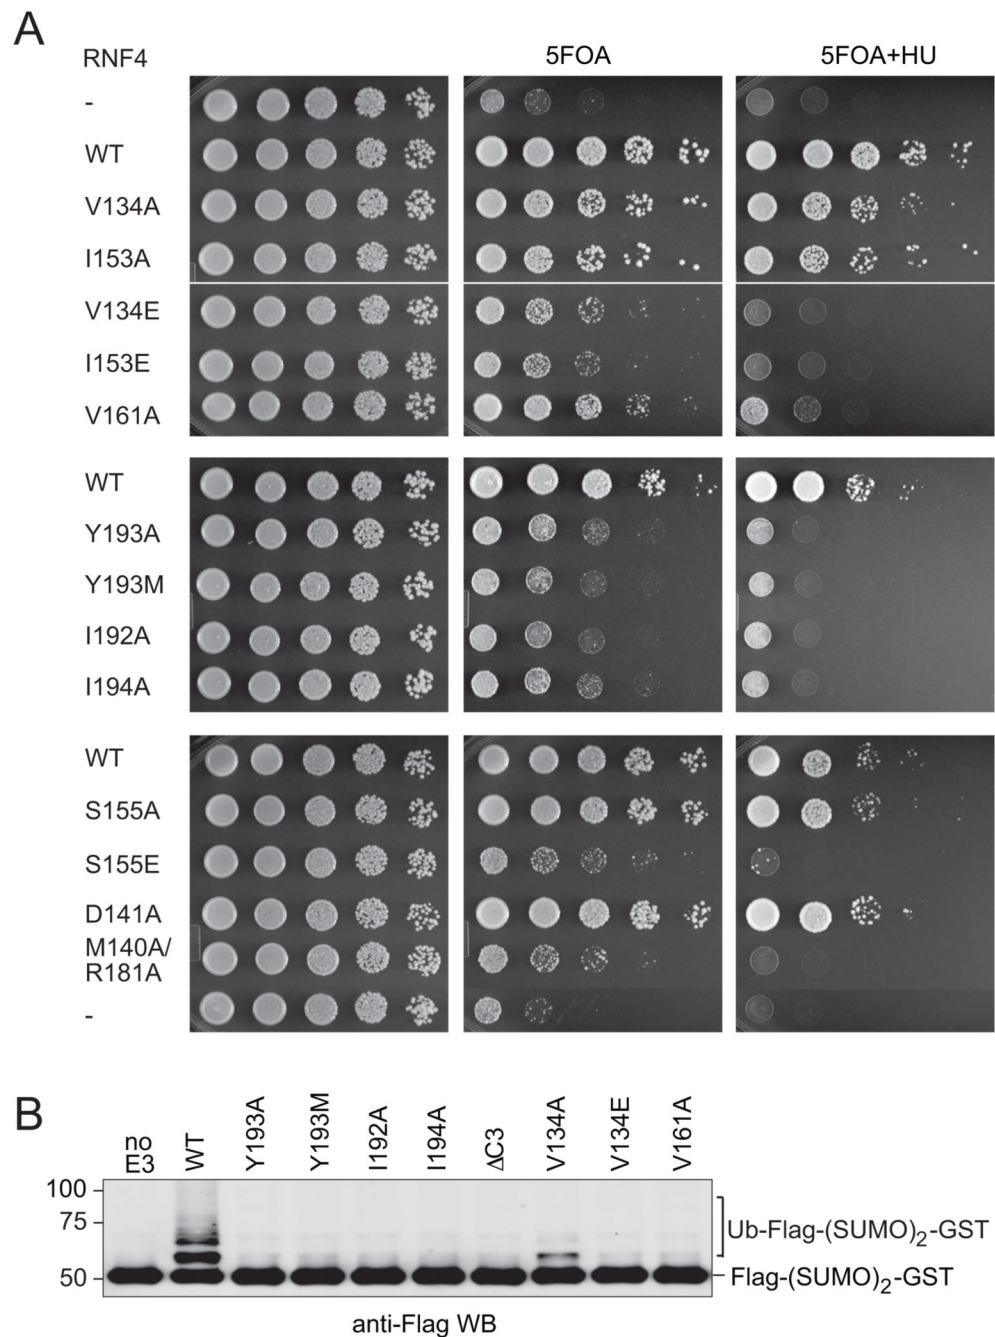 A
RNF4
5FOA
5FOA+HU
-
WT
V134A
I153A
V134E
I153E
V161A
WT
Y193A
Y193M
I192A
I194A
WT
S155A
S155E
D141A
M140A/
R181A
-
B
no
E3
WT
Y193A
Y193M
I192A
I194A
ΔC3
V134A
V134E
V161A
100
75
50
Ub-Flag-(SUMO)2-GST
Flag-(SUMO)2-GST
anti-Flag WB